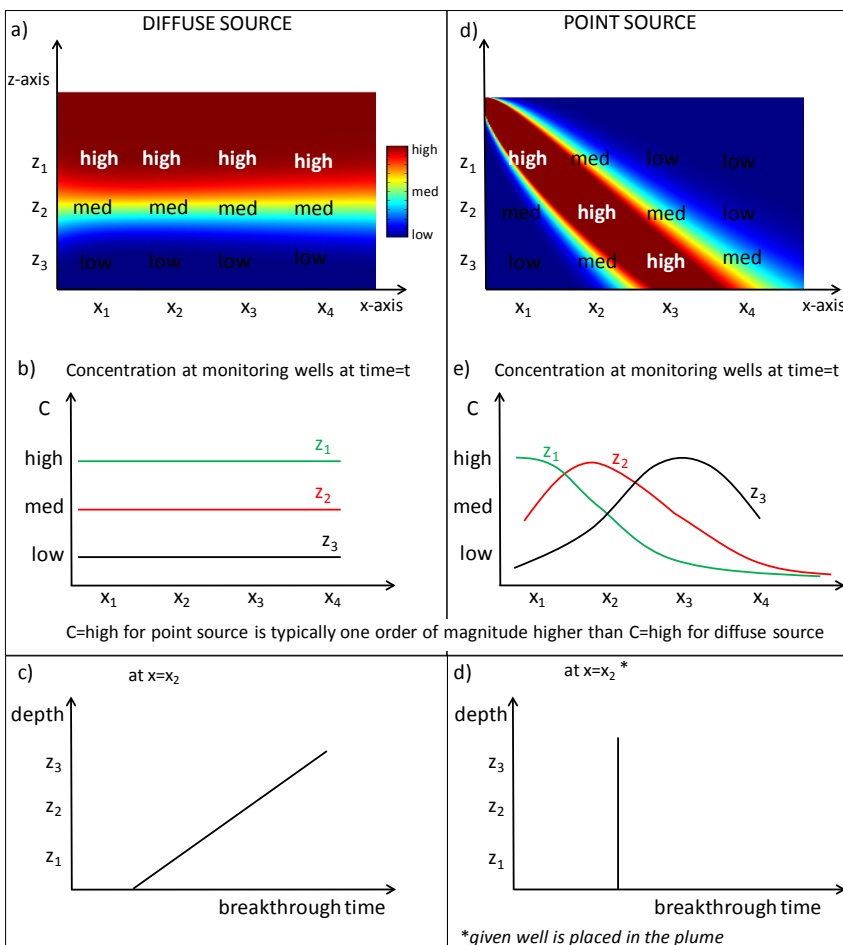 DIFFUSE SOURCE
a)
z-axis
z1
high high high high
z2
med med med med
z3
low low low low
x1 x2 x3 x4 x-axis
high
med
low
POINT SOURCE
d)
z1
high med low low
z2
med high med low
z3
low med high med
x1 x2 x3 x4 x-axis
b) Concentration at monitoring wells at time=t
C
high
med
low
z1
z2
z3
x1 x2 x3 x4
e) Concentration at monitoring wells at time=t
C
high
med
low
z1
z2
z3
x1 x2 x3 x4
C=high for point source is typically one order of magnitude higher than C=high for diffuse source
c)
at x=x2
depth
z3
z2
z1
breakthrough time
d)
at x=x2 *
depth
z3
z2
z1
breakthrough time
*given well is placed in the plume